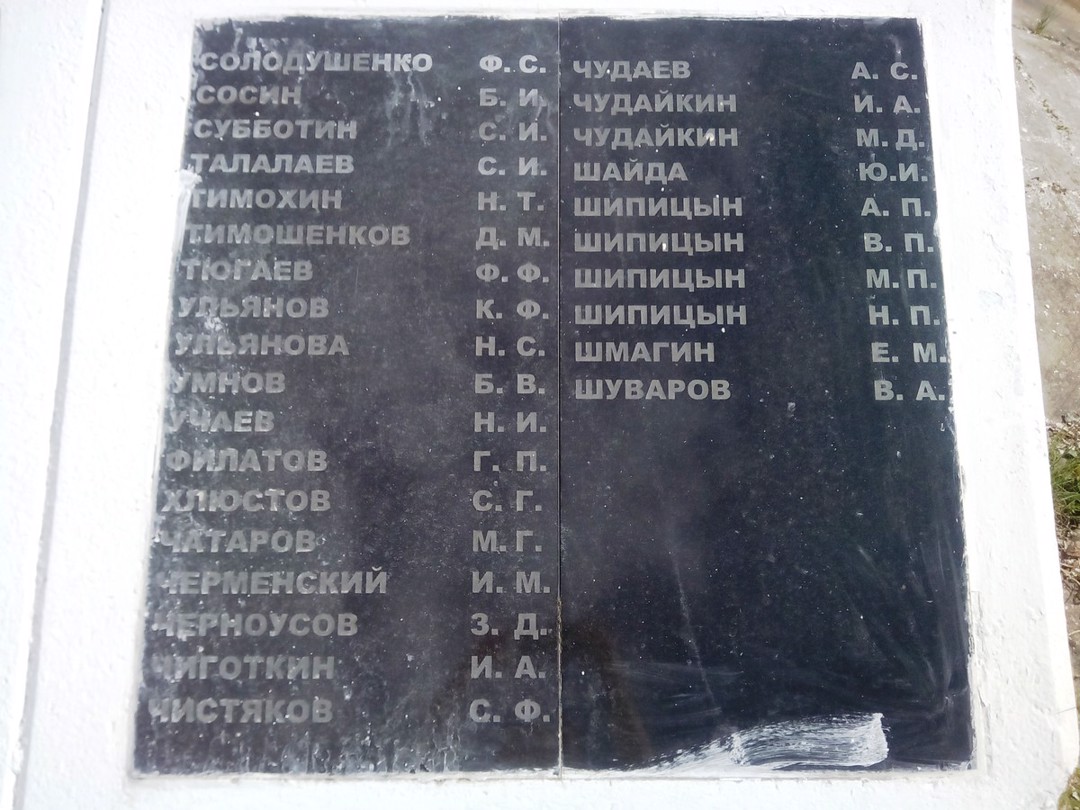 СОЛОДУШЕНКО Ф. С.
СОСИН Б. И.
СУББОТИН С. И.
ТАЛАЛАЕВ С. И.
ТИМОХИН Н. Т.
ТИМОШЕНКОВ Д. М.
ТЮГАЕВ Ф. Ф.
УЛЬЯНОВ К. Ф.
УЛЬЯНОВА Н. С.
УМНОВ Б. В.
УЧАЕВ Н. И.
ФИЛАТОВ Г. П.
ХЛЮСТОВ С. Г.
ЧАТАРОВ М. Г.
ЧЕРМЕНСКИЙ И. М.
ЧЕРНОУСОВ З. Д.
ЧИГОТКИН И. А.
ЧИСТЯКОВ С. Ф.
ЧУДАЕВ А. С.
ЧУДАЙКИН И. А.
ЧУДАЙКИН М. Д.
ШАЙДА Ю.И.
ШИПИЦЫН А. П.
ШИПИЦЫН В. П.
ШИПИЦЫН М. П.
ШИПИЦЫН Н. П.
ШМАГИН Е. М.
ШУВАРОВ В. А.